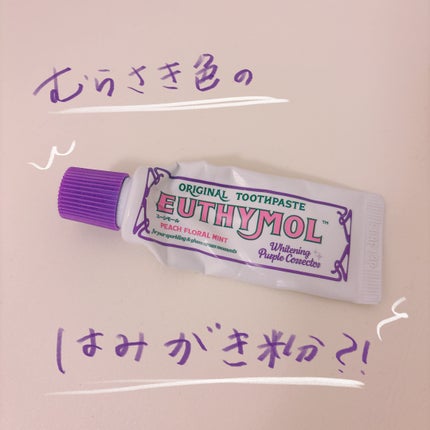 むらさき色の
ORIGINAL TOOTHPASTE
EUTHYMOL™
ユーシモール
PEACH FLORAL MINT
Whitening
Purple Corrector
はみがき粉?!